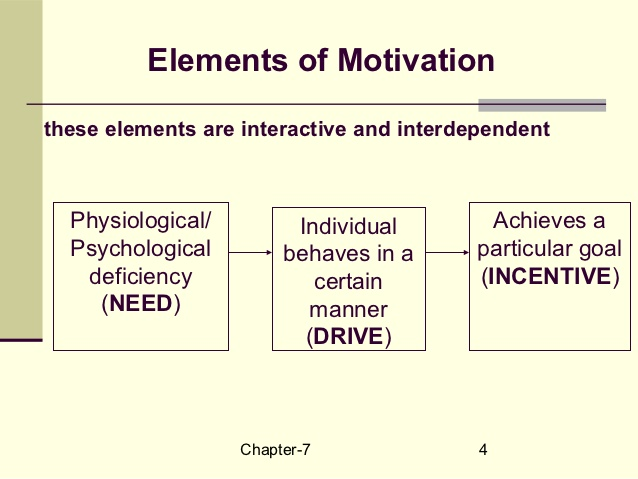 Elements of Motivation
these elements are interactive and interdependent
Physiological/
Psychological
deficiency
(NEED)
Individual
behaves in a
certain
manner
(DRIVE)
Achieves a
particular goal
(INCENTIVE)
Chapter-7
4